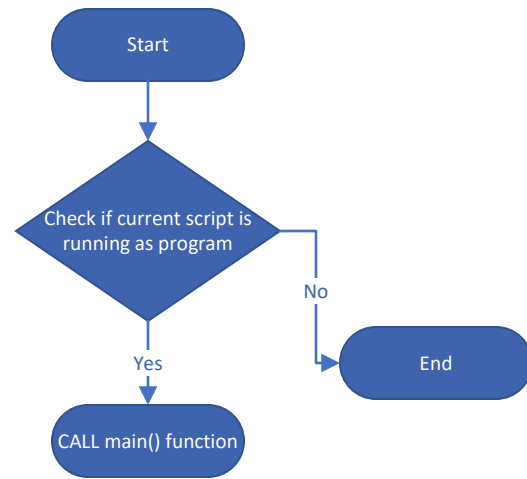 Start
Check if current script is
running as program
No
Yes
End
CALL main() function